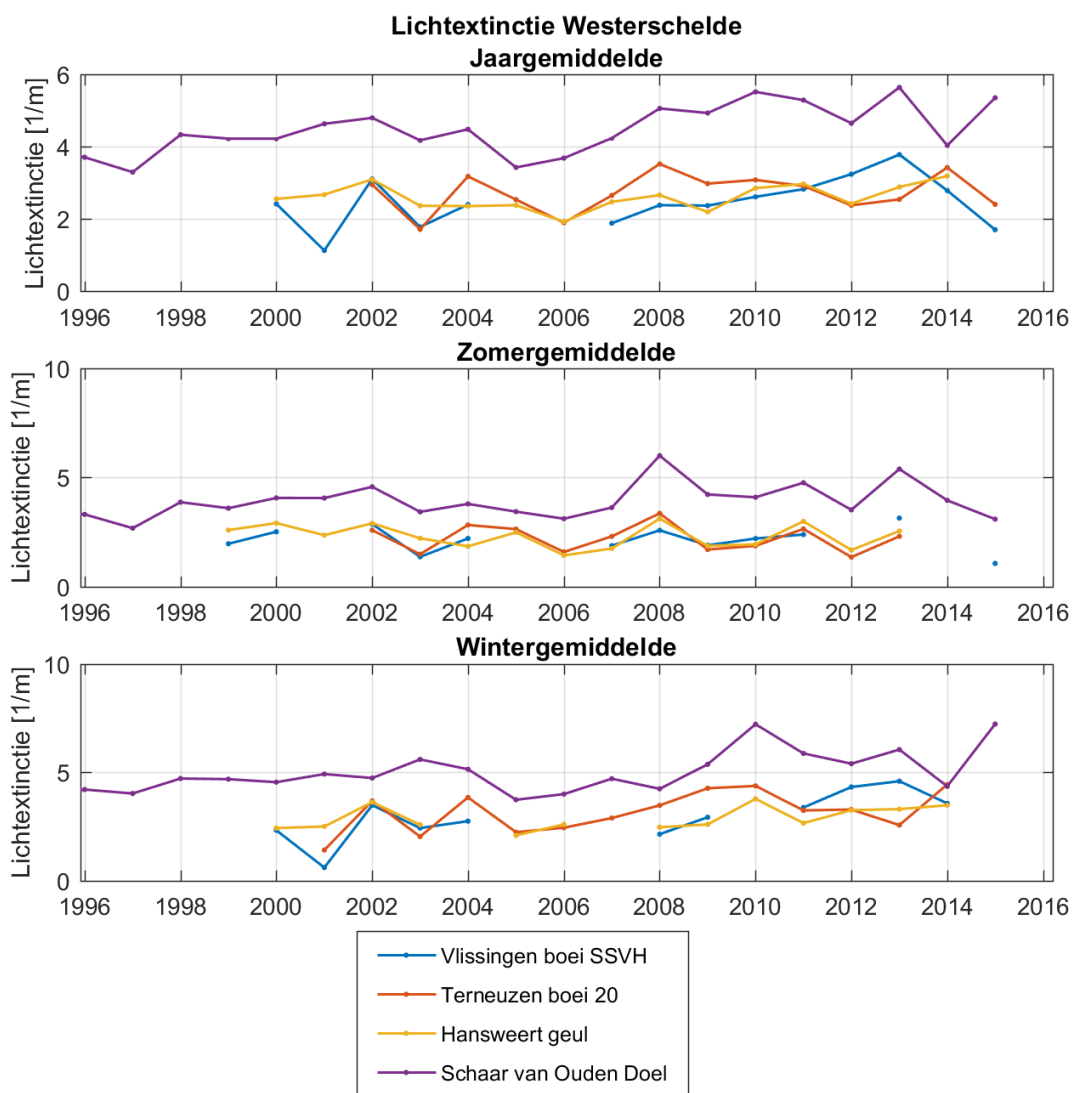 Lichtextinctie Westerschelde
Jaargemiddelde
Lichtextinctie [1/m]
6
4
2
0
1996 1998 2000 2002 2004 2006 2008 2010 2012 2014 2016
Zomergemiddelde
Lichtextinctie [1/m]
10
5
0
1996 1998 2000 2002 2004 2006 2008 2010 2012 2014 2016
Wintergemiddelde
Lichtextinctie [1/m]
10
5
0
1996 1998 2000 2002 2004 2006 2008 2010 2012 2014 2016
Vlissingen boei SSVH
Terneuzen boei 20
Hansweert geul
Schaar van Ouden Doel